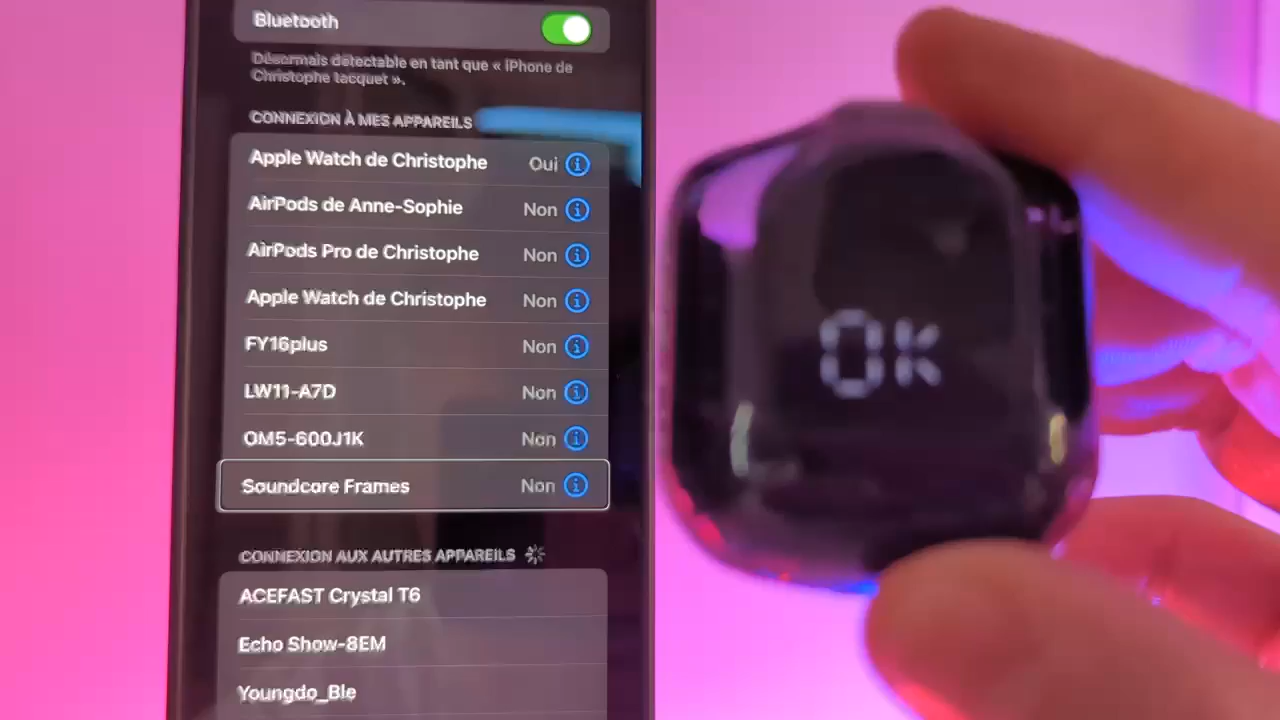 Bluetooth
Désormais détectable en tant que « iPhone de
Christophe tacquet ».
CONNEXION À MES APPAREILS
Apple Watch de Christophe Oui
AirPods de Anne-Sophie Non
AirPods Pro de Christophe Non
Apple Watch de Christophe Non
FY16plus Non
LW11-A7D Non
OM5-600J1K Non
Soundcore Frames Non
CONNEXION AUX AUTRES APPAREILS
ACEFAST Crystal T6
Echo Show-8EM
Youngdo_Ble
OK